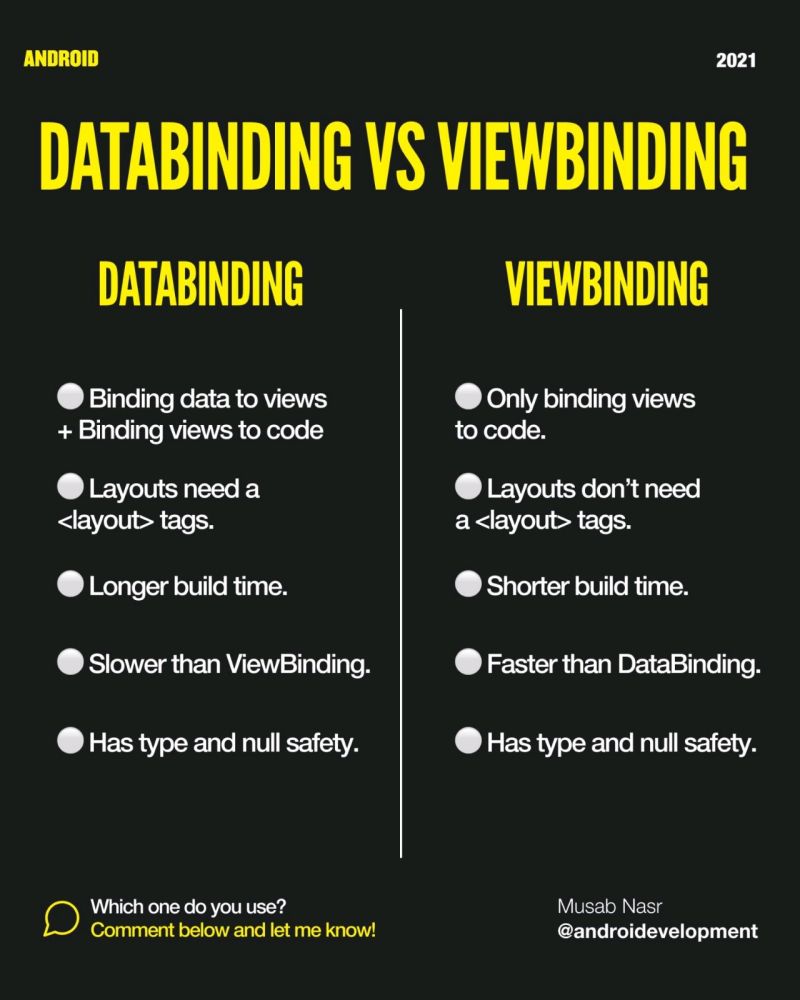 ANDROID
2021
DATABINDING VS VIEWBINDING
DATABINDING
Binding data to views
+ Binding views to code
Layouts need a
<layout> tags.
Longer build time.
Slower than ViewBinding.
Has type and null safety.
VIEWBINDING
Only binding views
to code.
Layouts don’t need
a <layout> tags.
Shorter build time.
Faster than DataBinding.
Has type and null safety.
Which one do you use?
Comment below and let me know!
Musab Nasr
@androidevelopment